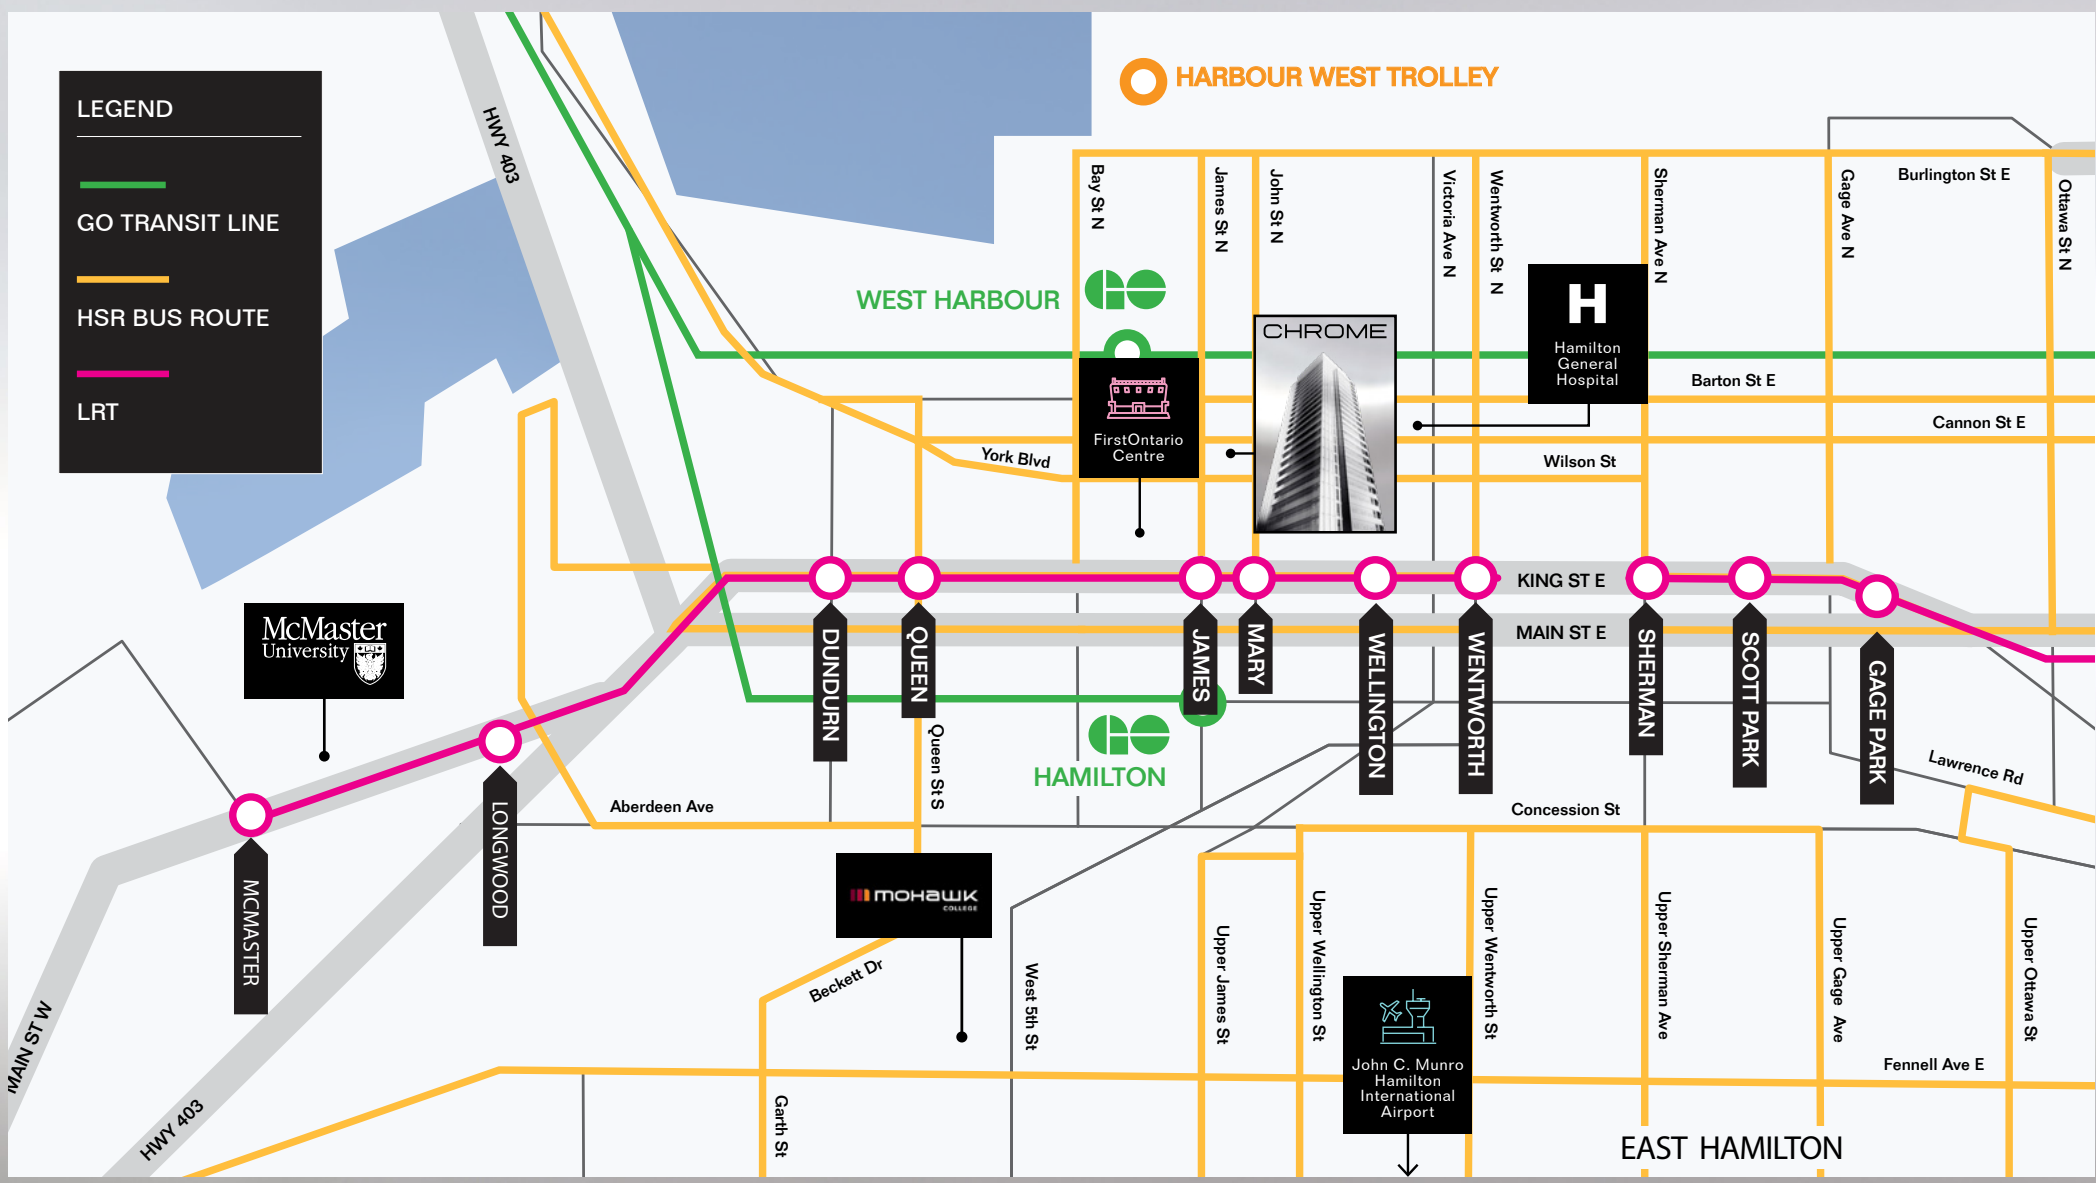 LEGEND
GO TRANSIT LINE
HSR BUS ROUTE
LRT
HARBOUR WEST TROLLEY
HWY 403
Bay St N
James St N
John St N
Victoria Ave N
Wentworth St N
Sherman Ave N
Gage Ave N
Burlington St E
Ottawa St N
WEST HARBOUR
GO
CHROME
H
Hamilton
General
Hospital
Barton St E
Cannon St E
FirstOntario
Centre
York Blvd
Wilson St
KING ST E
MAIN ST E
McMaster
University
DUNDURN
QUEEN
JAMES
MARY
WELLINGTON
WENTWORTH
SHERMAN
SCOTT PARK
GAGE PARK
LONGWOOD
MCMASTER
GO
HAMILTON
Queen St S
Aberdeen Ave
Concession St
Lawrence Rd
mohawk
COLLEGE
Beckett Dr
West 5th St
Upper James St
Upper Wellington St
Upper Wentworth St
Upper Sherman Ave
Upper Gage Ave
Upper Ottawa St
John C. Munro
Hamilton
International
Airport
Fennell Ave E
MAIN ST W
HWY 403
Garth St
EAST HAMILTON